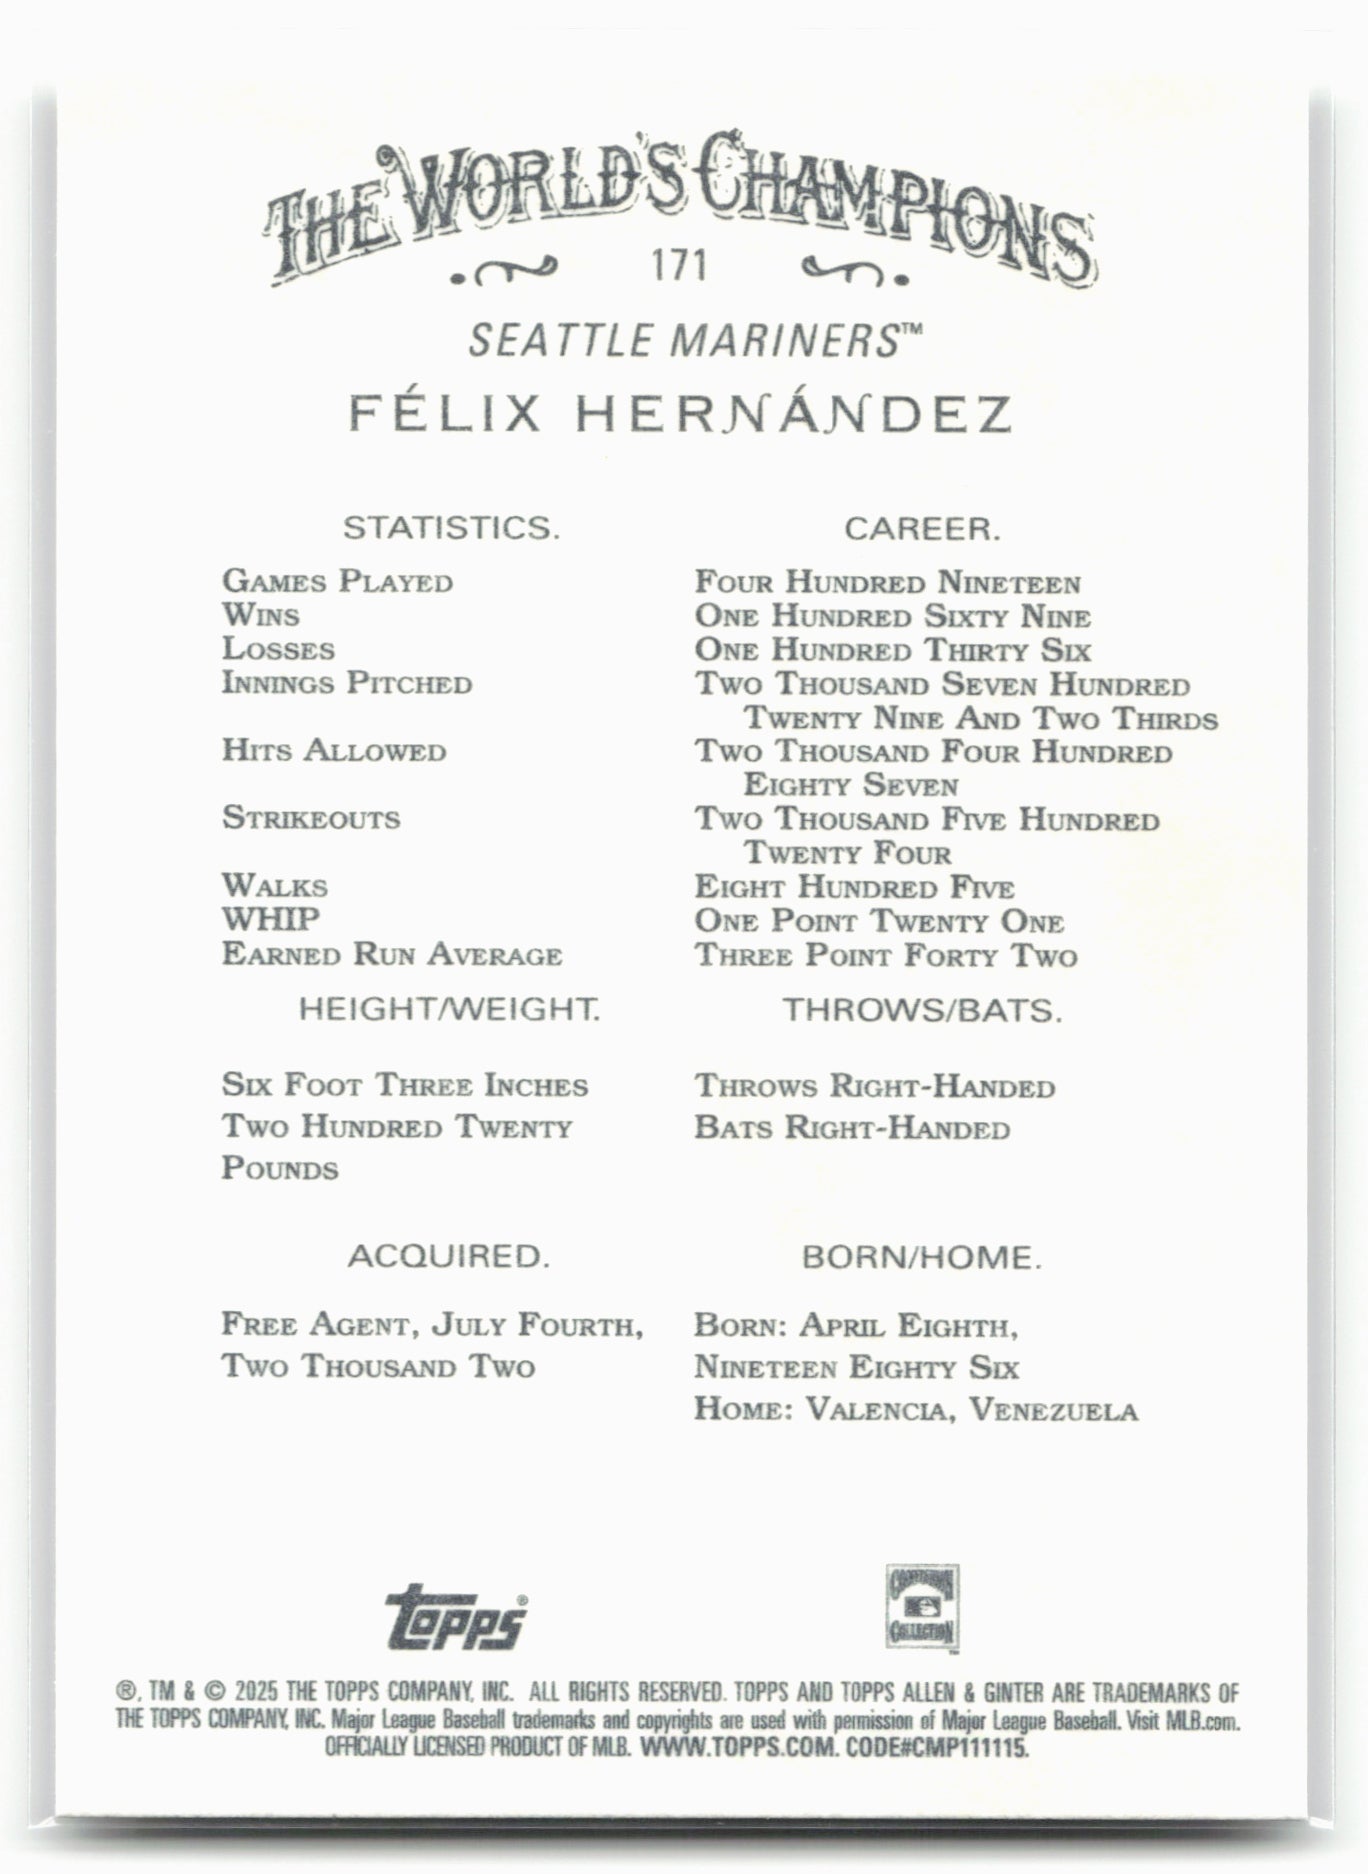 THE WORLD'S CHAMPIONS
171
SEATTLE MARINERS™
FÉLIX HERNÁNDEZ
STATISTICS. CAREER.
GAMES PLAYED FOUR HUNDRED NINETEEN
WINS ONE HUNDRED SIXTY NINE
LOSSES ONE HUNDRED THIRTY SIX
INNINGS PITCHED TWO THOUSAND SEVEN HUNDRED
TWENTY NINE AND TWO THIRDS
HITS ALLOWED TWO THOUSAND FOUR HUNDRED
EIGHTY SEVEN
STRIKEOUTS TWO THOUSAND FIVE HUNDRED
TWENTY FOUR
WALKS EIGHT HUNDRED FIVE
WHIP ONE POINT TWENTY ONE
EARNED RUN AVERAGE THREE POINT FORTY TWO
HEIGHT/WEIGHT. THROWS/BATS.
SIX FOOT THREE INCHES THROWS RIGHT-HANDED
TWO HUNDRED TWENTY BATS RIGHT-HANDED
POUNDS
ACQUIRED. BORN/HOME.
FREE AGENT, JULY FOURTH, BORN: APRIL EIGHTH,
TWO THOUSAND TWO NINETEEN EIGHTY SIX
HOME: VALENCIA, VENEZUELA
topps®
COOPERSTOWN
COLLECTION™
®, TM & © 2025 THE TOPPS COMPANY, INC. ALL RIGHTS RESERVED. TOPPS AND TOPPS ALLEN & GINTER ARE TRADEMARKS OF
THE TOPPS COMPANY, INC. Major League Baseball trademarks and copyrights are used with permission of Major League Baseball. Visit MLB.com.
OFFICIALLY LICENSED PRODUCT OF MLB. WWW.TOPPS.COM. CODE#CMP111115.